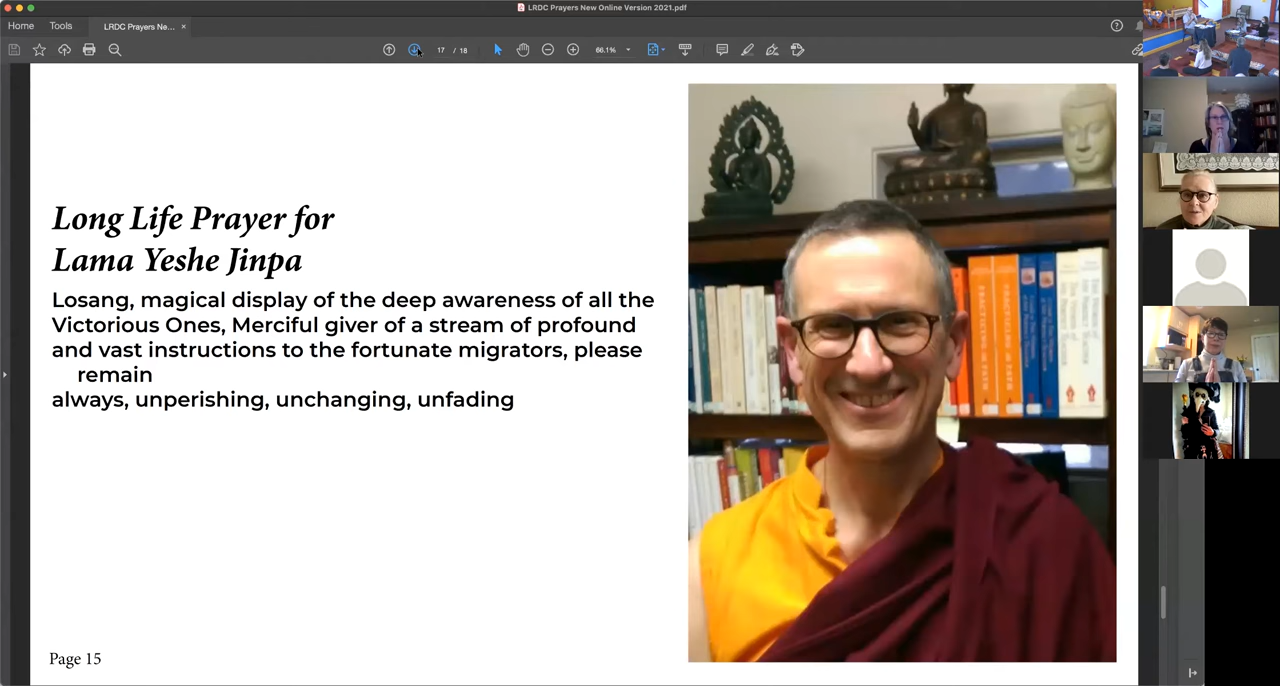 LRDC Prayers New Online Version 2021.pdf
Home
Tools
LRDC Prayers Ne...
17 / 18
66.1%
Long Life Prayer for
Lama Yeshe Jinpa
Losang, magical display of the deep awareness of all the
Victorious Ones, Merciful giver of a stream of profound
and vast instructions to the fortunate migrators, please
remain
always, unperishing, unchanging, unfading
Page 15